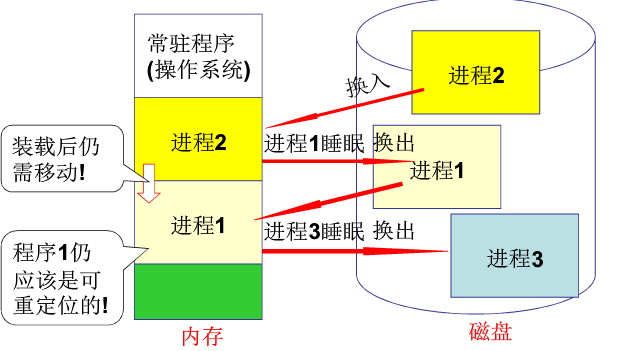 常驻程序
(操作系统)
进程2
换入
装载后仍
需移动!
进程2
进程1睡眠 换出
进程1
进程1
程序1仍
应该是可
重定位的!
进程3睡眠 换出
进程3
内存
磁盘